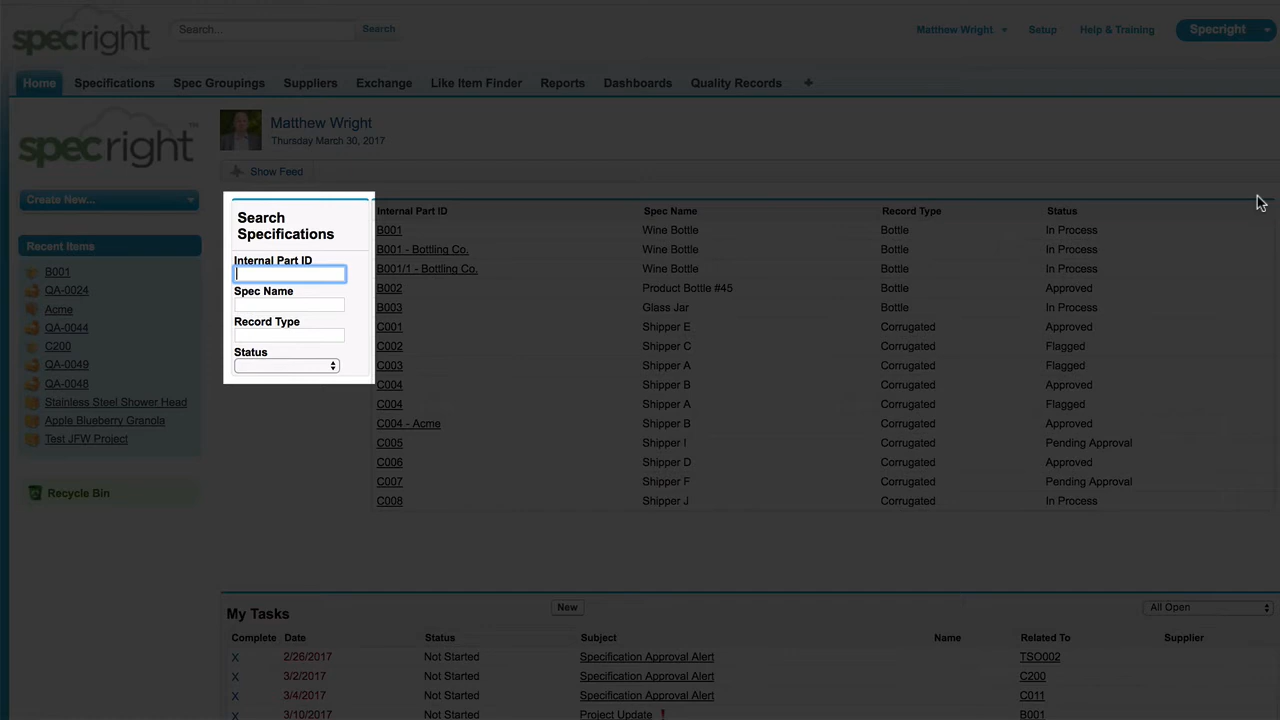 specright
Search...
Search
Matthew Wright
Setup
Help & Training
Specright
Home
Specifications
Spec Groupings
Suppliers
Exchange
Like Item Finder
Reports
Dashboards
Quality Records
+
specright™
Create New...
Recent Items
B001
QA-0024
Acme
QA-0044
C200
QA-0049
QA-0048
Stainless Steel Shower Head
Apple Blueberry Granola
Test JFW Project
Recycle Bin
Matthew Wright
Thursday March 30, 2017
Show Feed
Search
Specifications
Internal Part ID
Spec Name
Record Type
Status
Internal Part ID Spec Name Record Type Status
B001 Wine Bottle Bottle In Process
B001 - Bottling Co. Wine Bottle Bottle In Process
B001/1 - Bottling Co. Wine Bottle Bottle In Process
B002 Product Bottle #45 Bottle Approved
B003 Glass Jar Bottle In Process
C001 Shipper E Corrugated Approved
C002 Shipper C Corrugated Flagged
C003 Shipper A Corrugated Flagged
C004 Shipper B Corrugated Approved
C004 Shipper A Corrugated Flagged
C004 - Acme Shipper B Corrugated Approved
C005 Shipper I Corrugated Pending Approval
C006 Shipper D Corrugated Approved
C007 Shipper F Corrugated Pending Approval
C008 Shipper J Corrugated In Process
My Tasks
New
All Open
Complete Date Status Subject Name Related To Supplier
X 2/26/2017 Not Started Specification Approval Alert TSO002
X 3/2/2017 Not Started Specification Approval Alert C200
X 3/4/2017 Not Started Specification Approval Alert C011
X 3/10/2017 Not Started Project Update ! B001